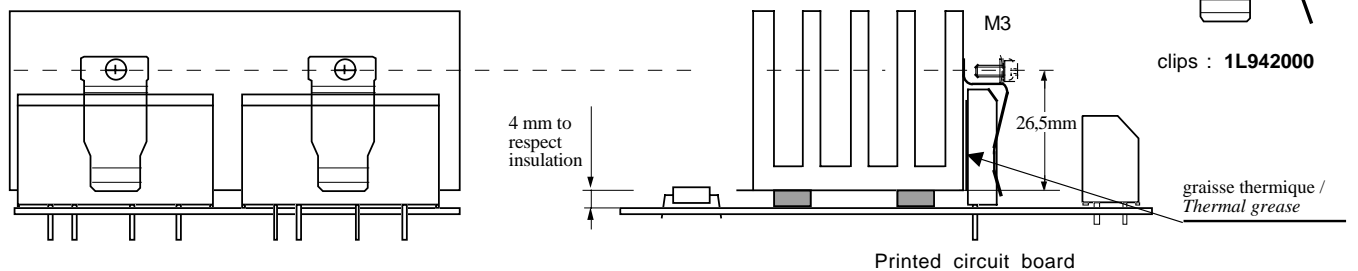 M3
clips : 1L942000
4 mm to
respect
insulation
26,5mm
graisse thermique /
Thermal grease
Printed circuit board